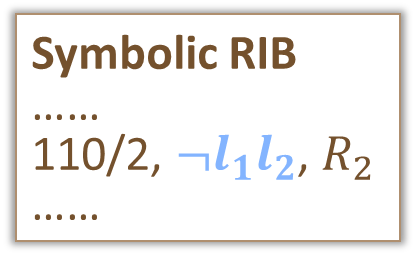 Symbolic RIB
......
110/2, ¬l₁l₂, R₂
......